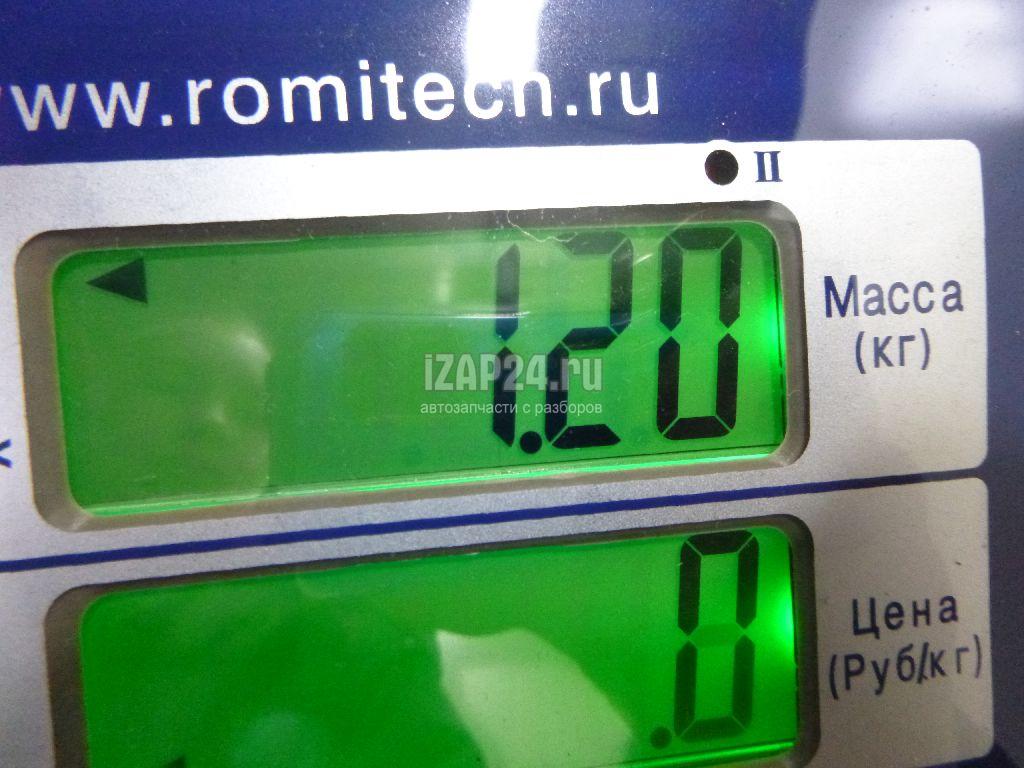 www.romitech.ru
II
1.20
Масса
(кг)
iZAP24.ru
автозапчасти с разборов
.0
Цена
(Руб/кг)